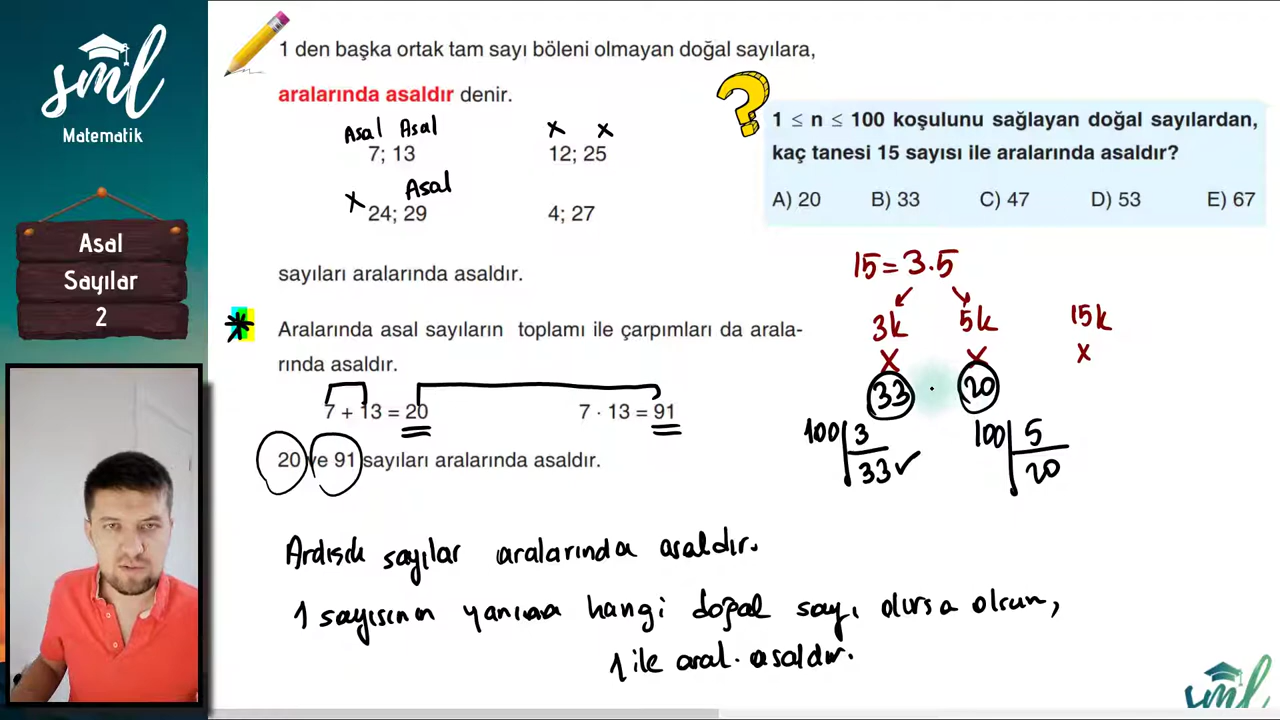 sml
Matematik
Asal
Sayılar
2
1 den başka ortak tam sayı böleni olmayan doğal sayılara,
aralarında asaldır denir.
Asal Asal
7; 13
x x
12; 25
x Asal
24; 29
4; 27
sayıları aralarında asaldır.
* Aralarında asal sayıların toplamı ile çarpımları da arala-
rında asaldır.
7 + 13 = 20
7 · 13 = 91
20 ve 91 sayıları aralarında asaldır.
Ardışık sayılar aralarında asaldır.
1 sayısının yanına hangi doğal sayı olursa olsun,
1 ile aral. asaldır.
?
1 ≤ n ≤ 100 koşulunu sağlayan doğal sayılardan,
kaç tanesi 15 sayısı ile aralarında asaldır?
A) 20 B) 33 C) 47 D) 53 E) 67
15 = 3.5
3k 5k 15k
x x x
33 . 20
100 3
33 ✓
100 5
20
sml